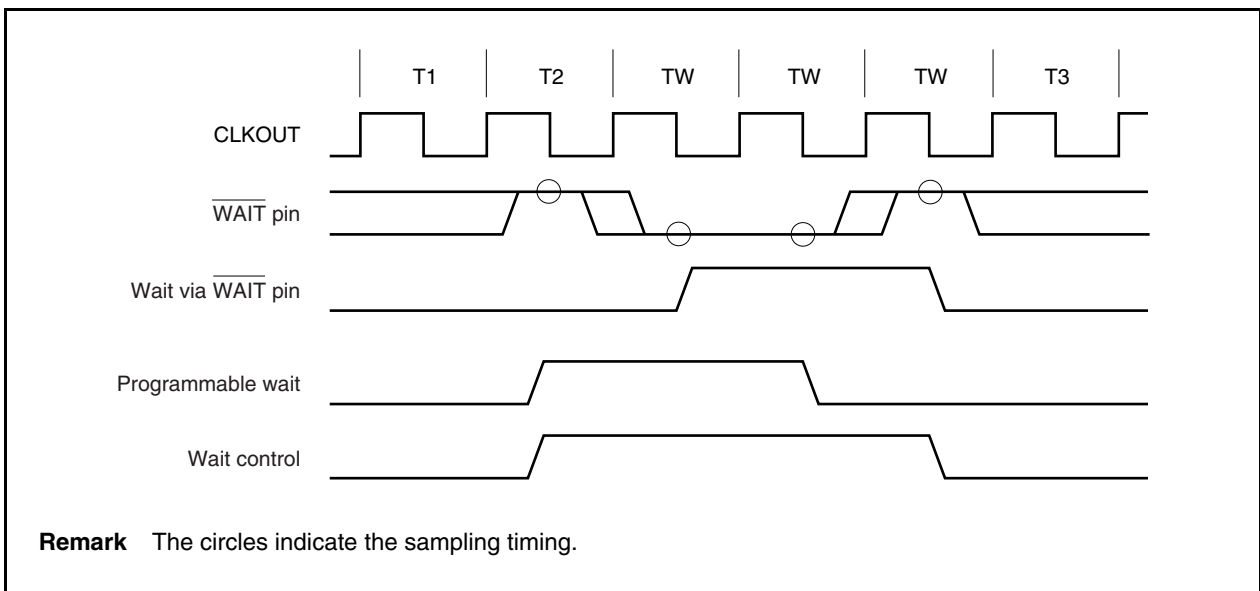 T1 T2 TW TW TW T3
CLKOUT
WAIT pin
Wait via WAIT pin
Programmable wait
Wait control
Remark The circles indicate the sampling timing.